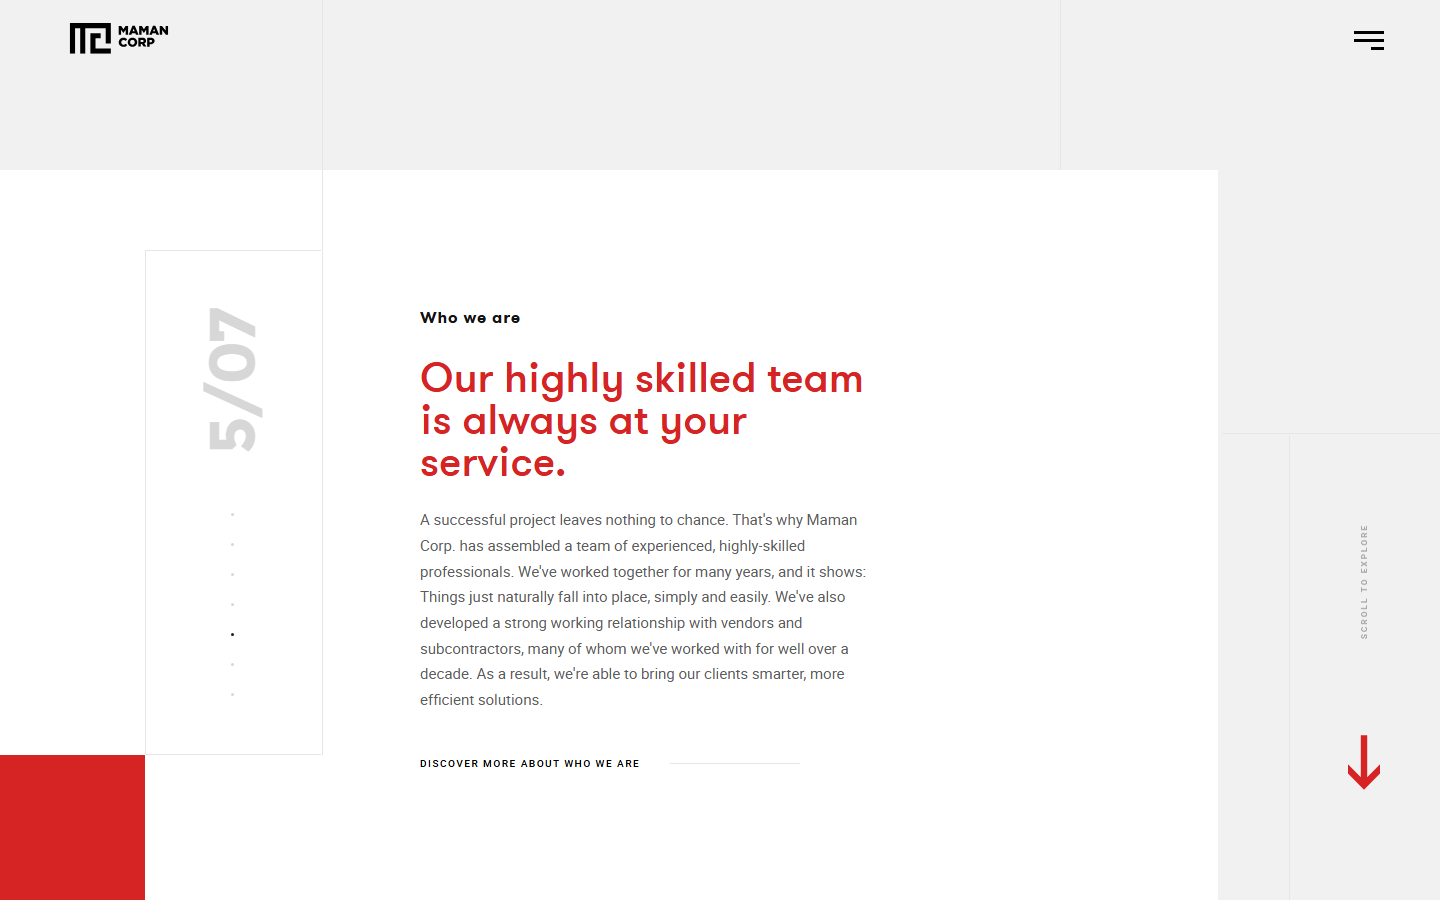 MAMAN
CORP
5/07
Who we are
Our highly skilled team
is always at your
service.
A successful project leaves nothing to chance. That's why Maman
Corp. has assembled a team of experienced, highly-skilled
professionals. We've worked together for many years, and it shows:
Things just naturally fall into place, simply and easily. We've also
developed a strong working relationship with vendors and
subcontractors, many of whom we've worked with for well over a
decade. As a result, we're able to bring our clients smarter, more
efficient solutions.
DISCOVER MORE ABOUT WHO WE ARE
SCROLL TO EXPLORE